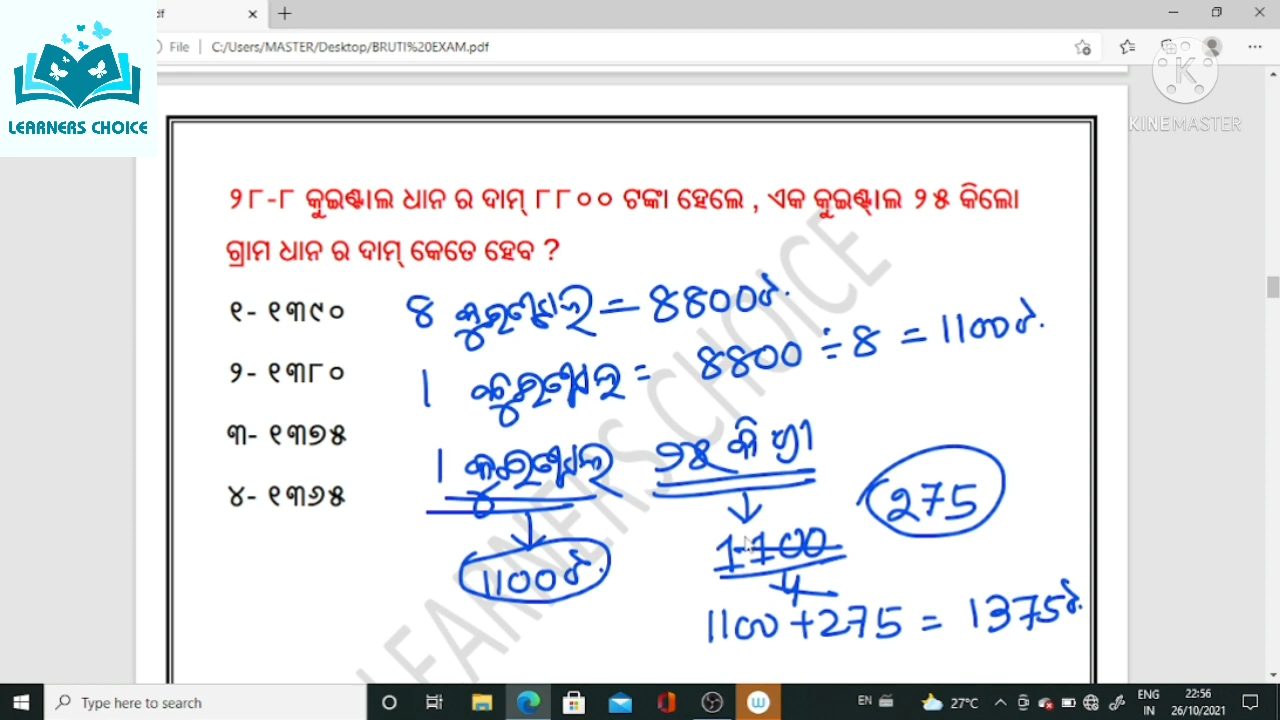 df
File C:/Users/MASTER/Desktop/BRUTI%20EXAM.pdf
K
KINEMASTER
LEARNERS CHOICE
୨୮-୮ କୁଇଣ୍ଟାଲ ଧାନ ର ଦାମ୍ ୮୮୦୦ ଟଙ୍କା ହେଲେ , ଏକ କୁଇଣ୍ଟାଲ ୨୫ କିଲୋ
ଗ୍ରାମ ଧାନ ର ଦାମ୍ କେତେ ହେବ ?
୧- ୧୩୯୦
୨- ୧୩୮୦
୩- ୧୩୭୫
୪- ୧୩୬୫
8 କୁଇଣ୍ଟାଲ = 8800ଟ.
1 କୁଇଣ୍ଟାଲ = 8800 ÷ 8 = 1100ଟ.
1 କୁଇଣ୍ଟାଲ ୨୫ କି ଗ୍ରା
275
1100ଟ.
1100
4
1100 + 275 = 1375ଟ.
LEARNERS CHOICE
Type here to search
27°C
ENG
IN
22:56
26/10/2021
EN